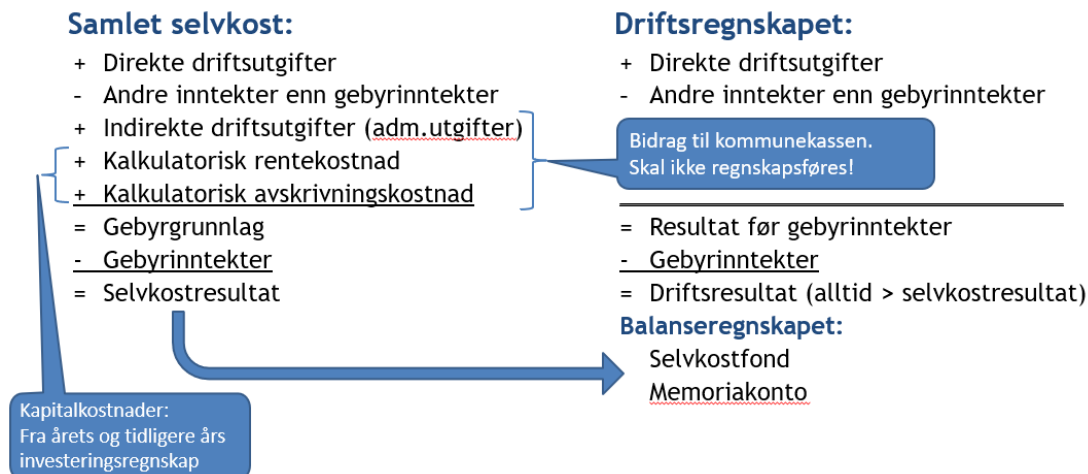 Samlet selvkost:
+ Direkte driftsutgifter
- Andre inntekter enn gebyrinntekter
+ Indirekte driftsutgifter (adm.utgifter)
+ Kalkulatorisk rentekostnad
+ Kalkulatorisk avskrivningskostnad
= Gebyrgrunnlag
- Gebyrinntekter
= Selvkostresultat
Kapitalkostnader:
Fra årets og tidligere års
investeringsregnskap
Driftsregnskapet:
+ Direkte driftsutgifter
- Andre inntekter enn gebyrinntekter
Bidrag til kommunekassen.
Skal ikke regnskapsføres!
= Resultat før gebyrinntekter
- Gebyrinntekter
= Driftsresultat (alltid > selvkostresultat)
Balanseregnskapet:
Selvkostfond
Memoriakonto